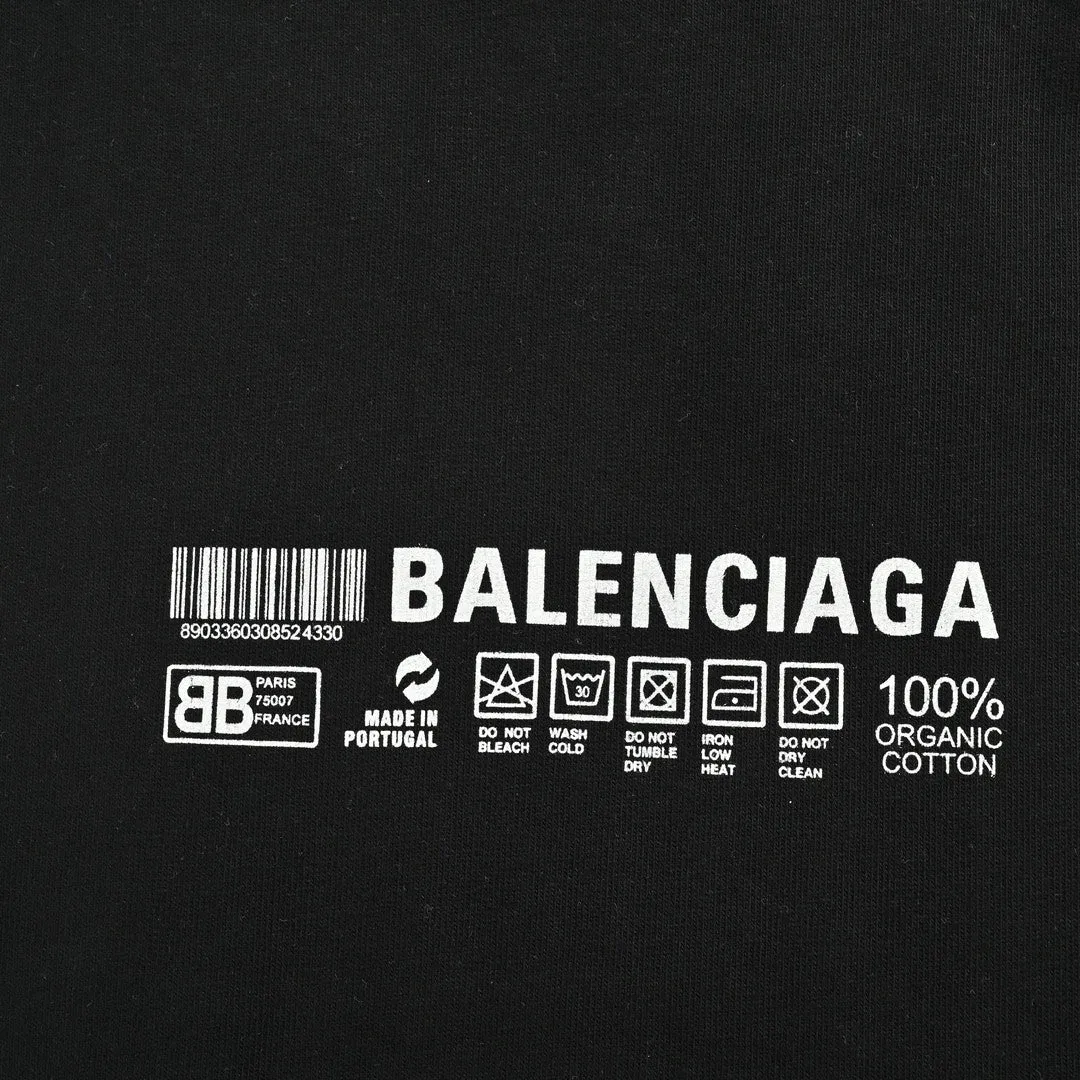 BALENCIAGA
8903360308524330
BB
PARIS
75007
FRANCE
MADE IN
PORTUGAL
DO NOT
BLEACH
30
WASH
COLD
DO NOT
TUMBLE
DRY
IRON
LOW
HEAT
DO NOT
DRY
CLEAN
100%
ORGANIC
COTTON